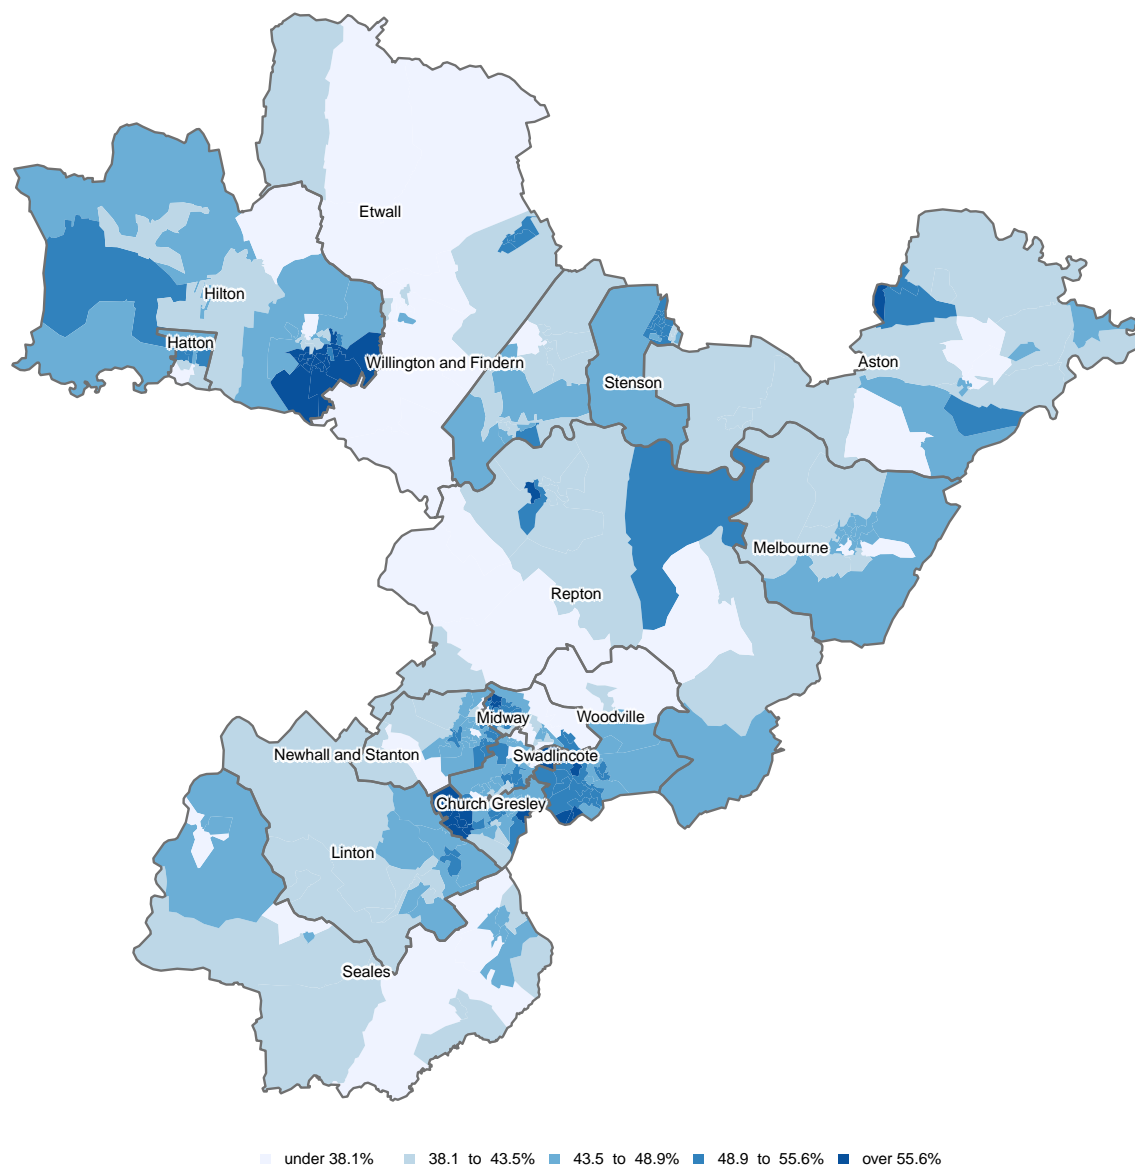 Etwall
Hilton
Hatton
Willington and Findern
Aston
Stenson
Melbourne
Repton
Midway
Woodville
Newhall and Stanton
Swadlincote
Church Gresley
Linton
Seales
under 38.1%
38.1 to 43.5%
43.5 to 48.9%
48.9 to 55.6%
over 55.6%